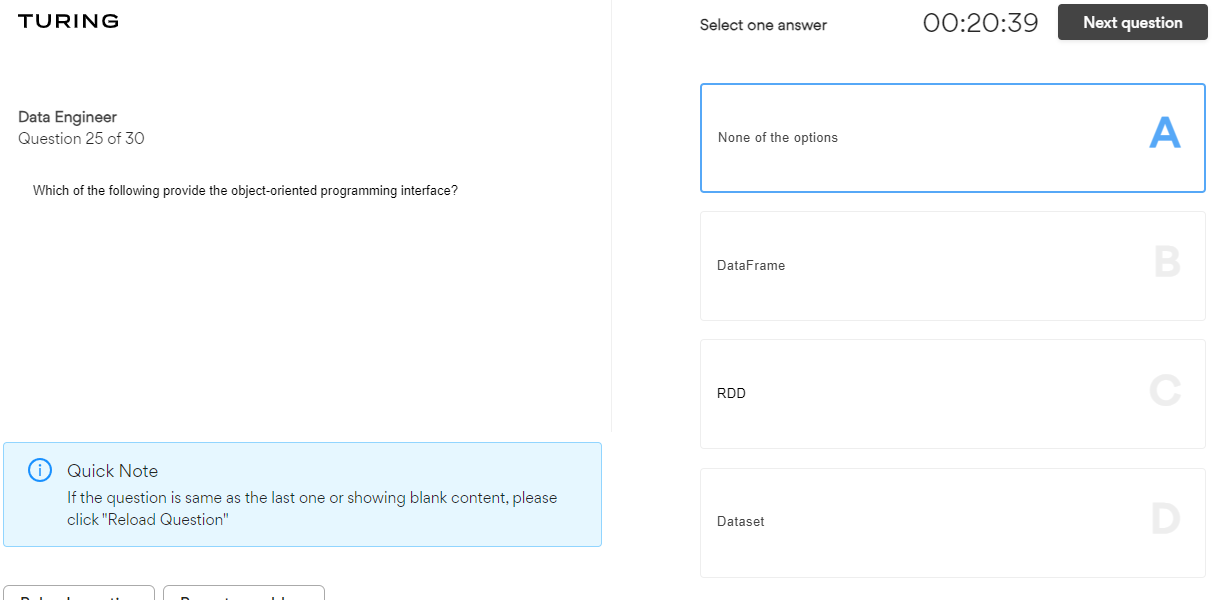 TURING
Select one answer
00:20:39
Next question
Data Engineer
Question 25 of 30
Which of the following provide the object-oriented programming interface?
None of the options
A
DataFrame
B
RDD
C
Dataset
D
Quick Note
If the question is same as the last one or showing blank content, please
click "Reload Question"